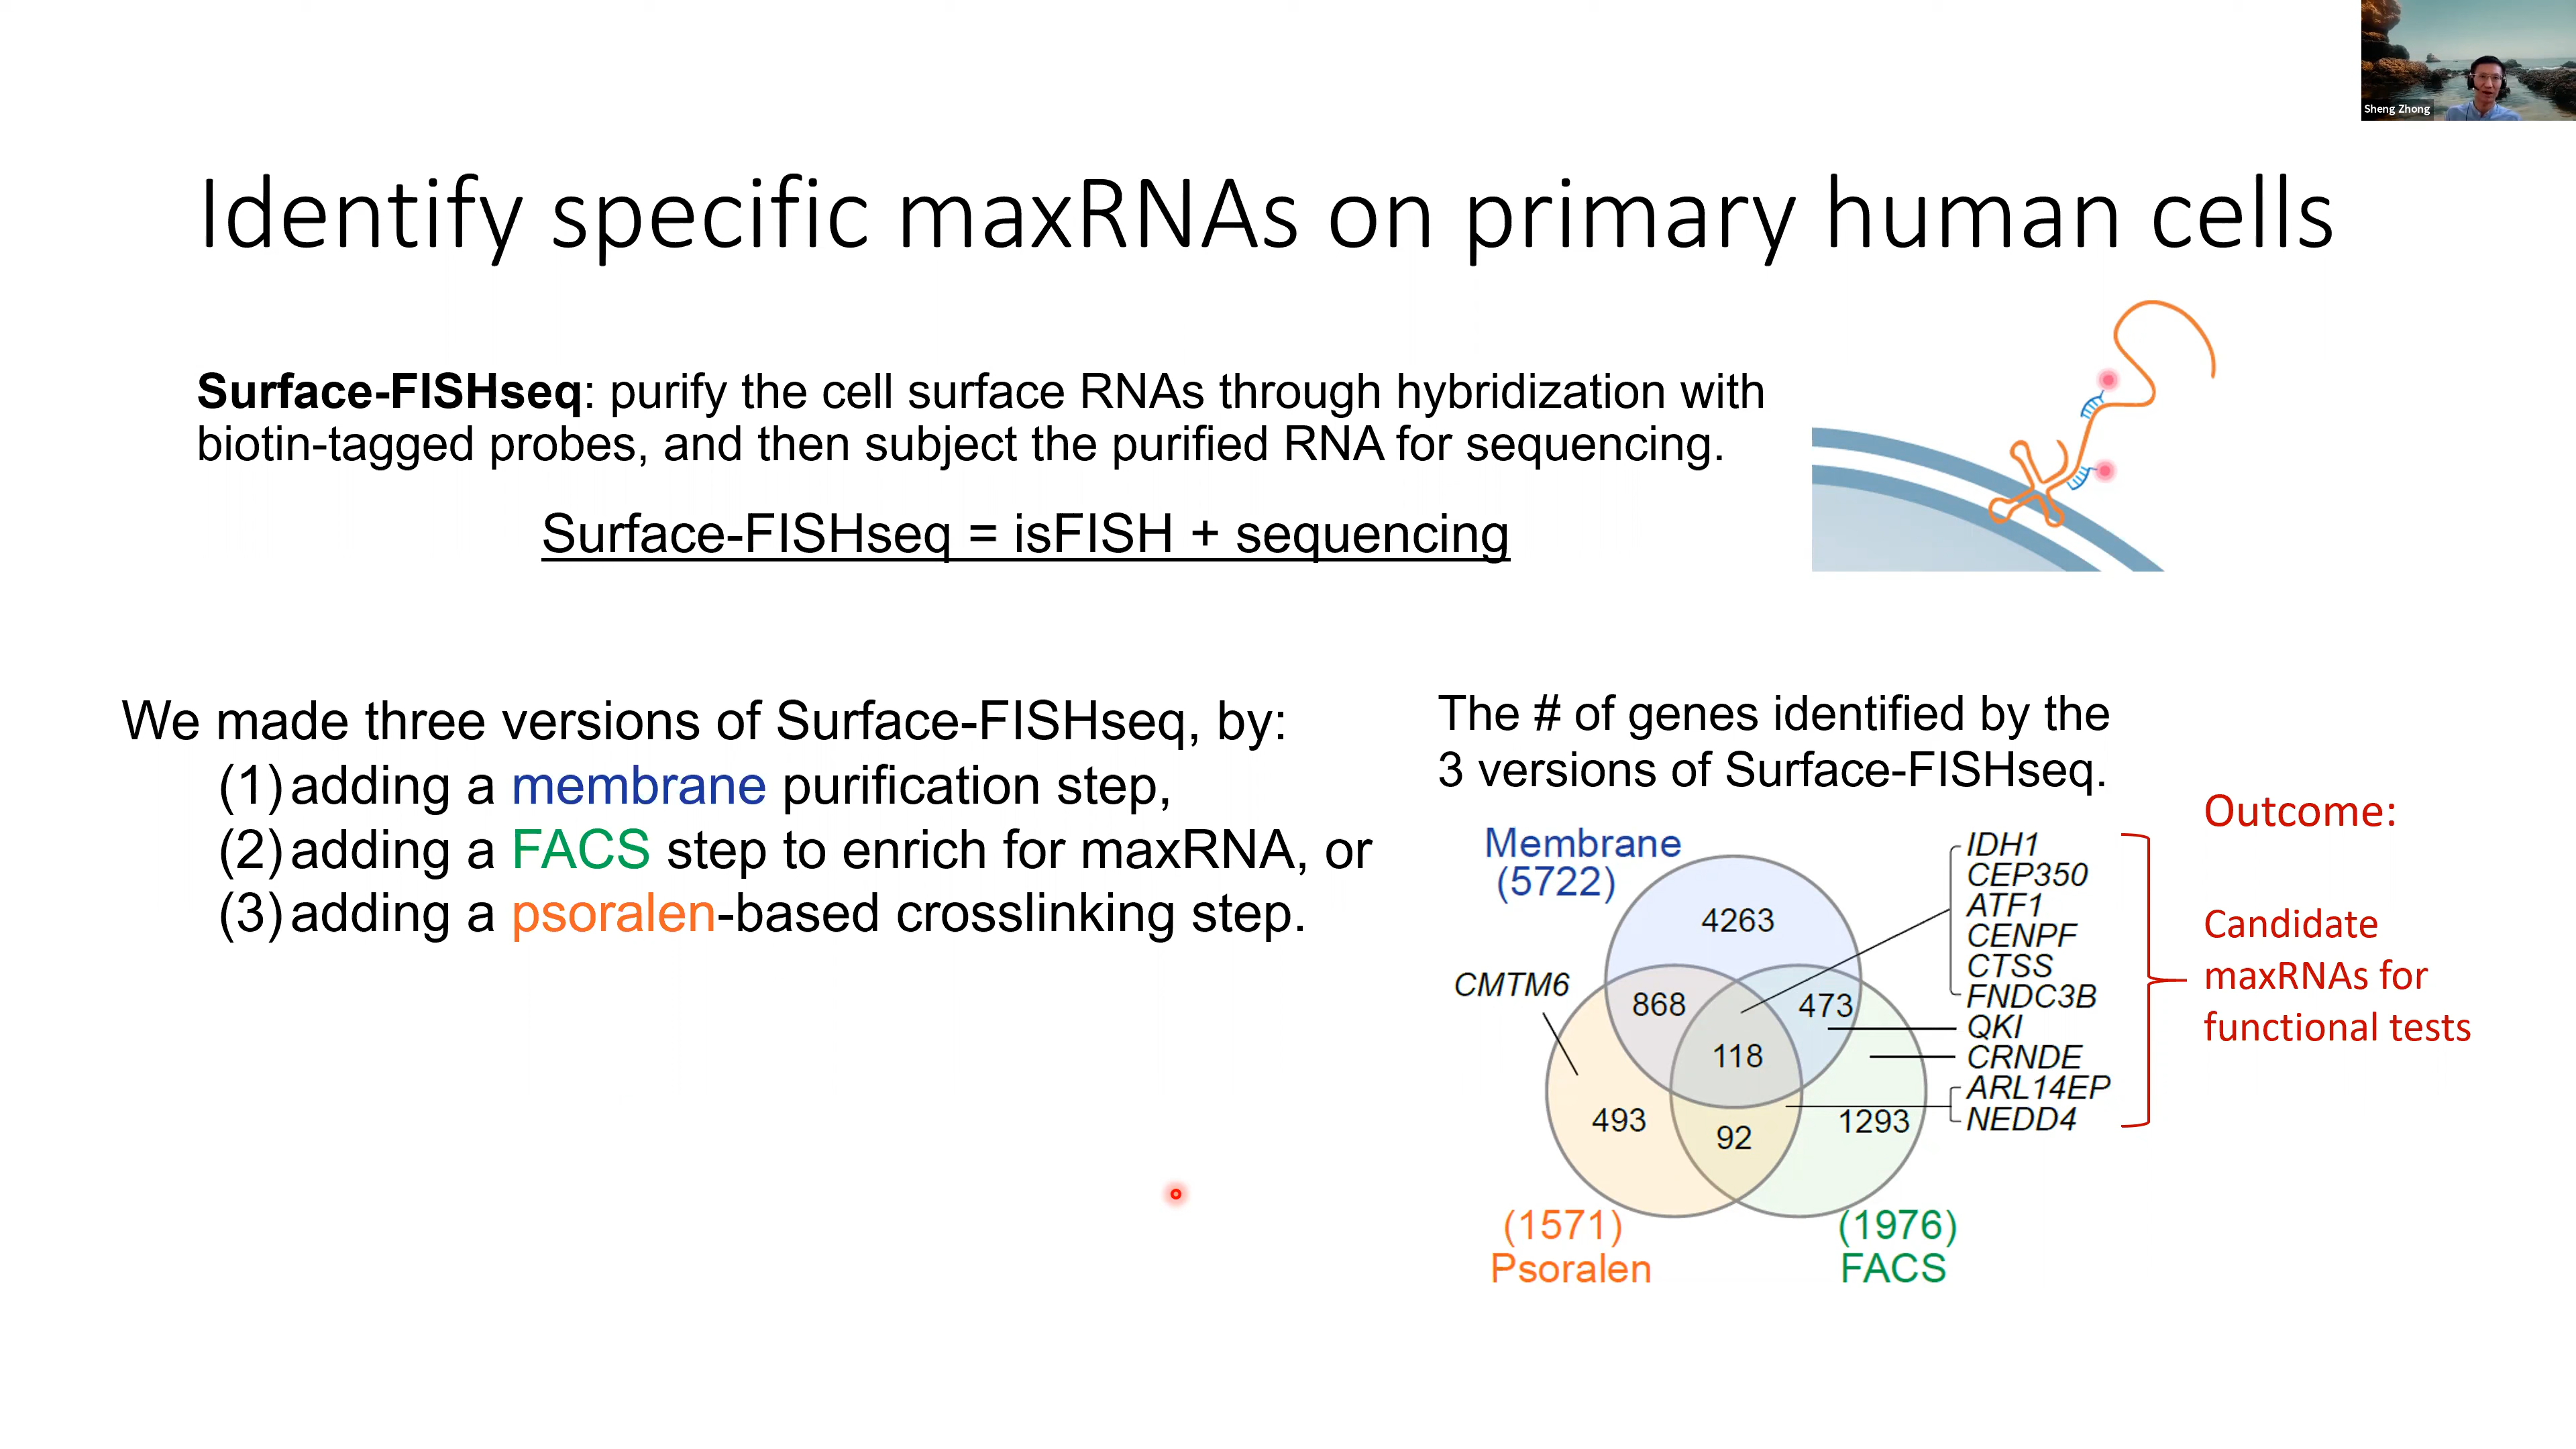 Sheng Zhong
Identify specific maxRNAs on primary human cells
Surface-FISHseq: purify the cell surface RNAs through hybridization with
biotin-tagged probes, and then subject the purified RNA for sequencing.
Surface-FISHseq = isFISH + sequencing
We made three versions of Surface-FISHseq, by:
(1) adding a membrane purification step,
(2) adding a FACS step to enrich for maxRNA, or
(3) adding a psoralen-based crosslinking step.
The # of genes identified by the
3 versions of Surface-FISHseq.
Membrane
(5722)
4263
CMTM6
868
473
118
493
92
1293
(1571)
Psoralen
(1976)
FACS
IDH1
CEP350
ATF1
CENPF
CTSS
FNDC3B
QKI
CRNDE
ARL14EP
NEDD4
Outcome:
Candidate
maxRNAs for
functional tests